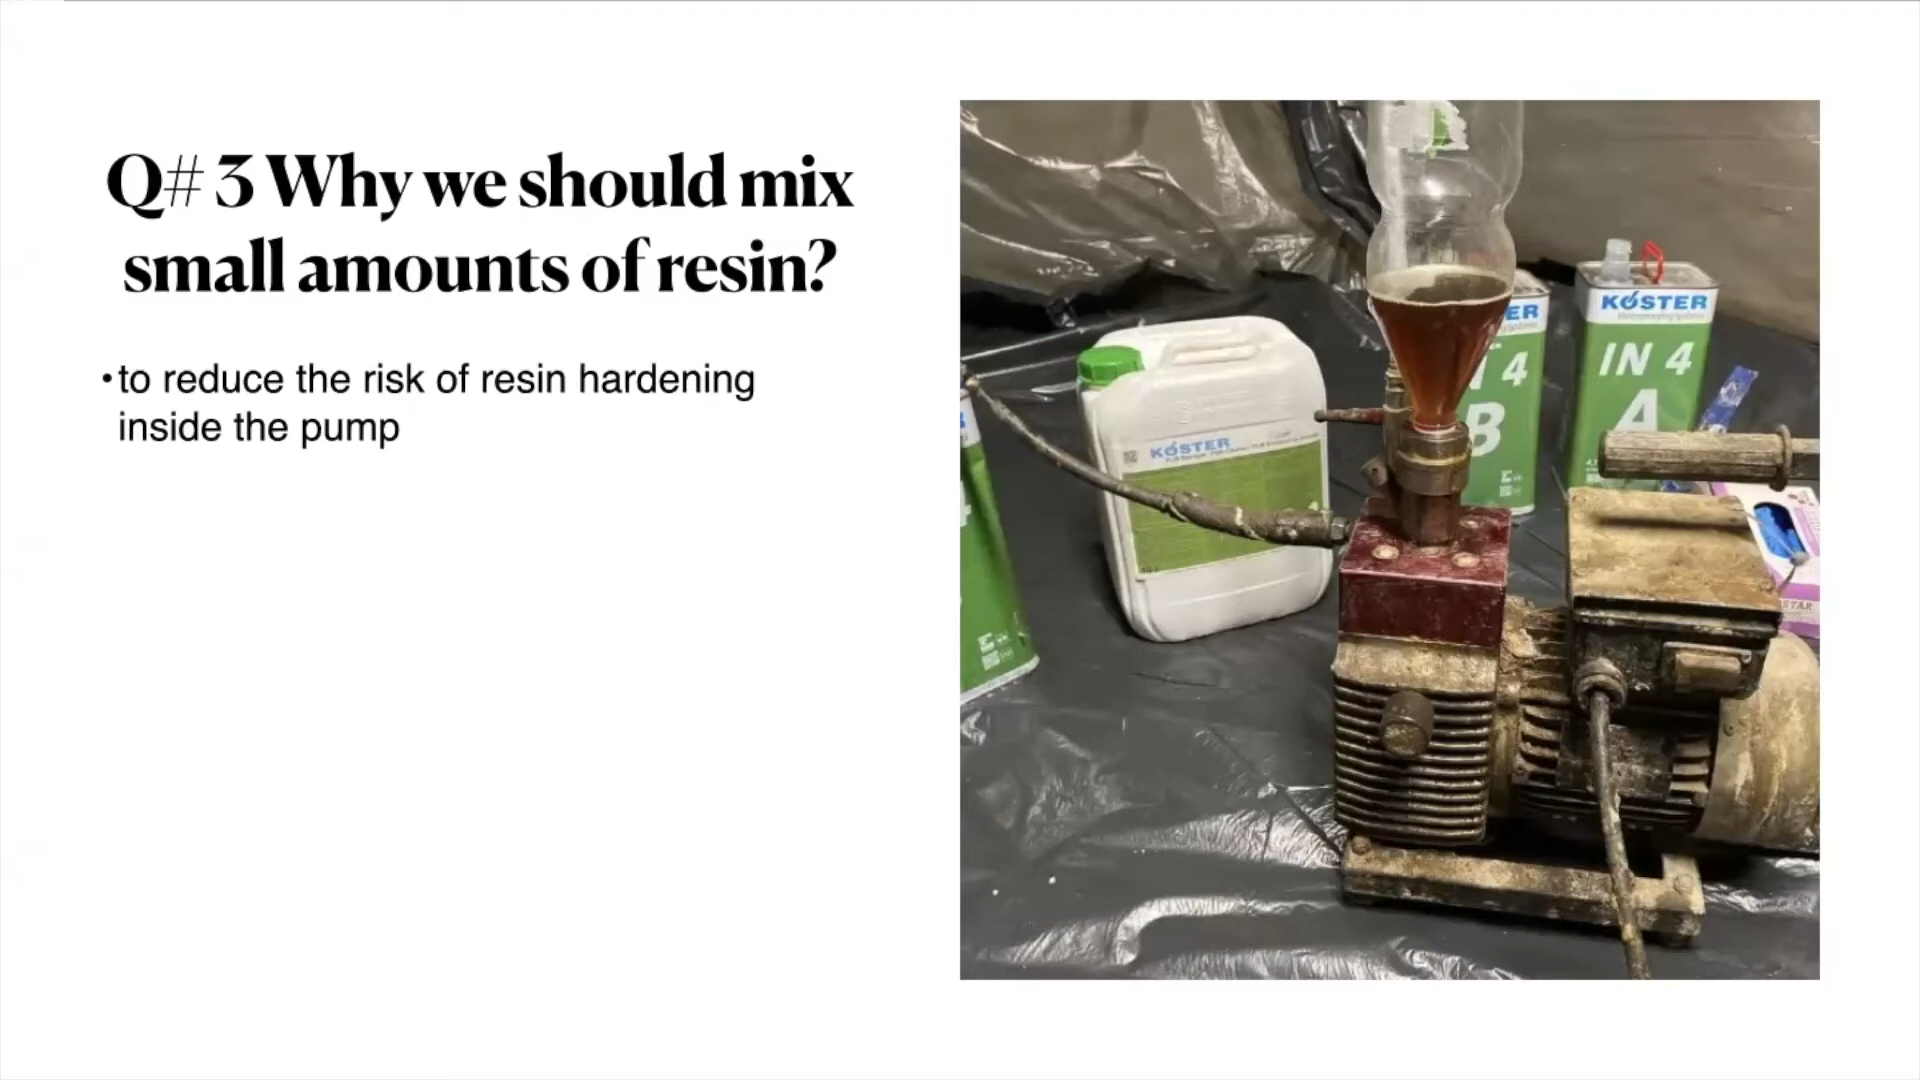 Q# 3 Why we should mix
small amounts of resin?
•to reduce the risk of resin hardening
inside the pump
KÖSTER
IN 4
A
ER
4
B
KÖSTER
STAR